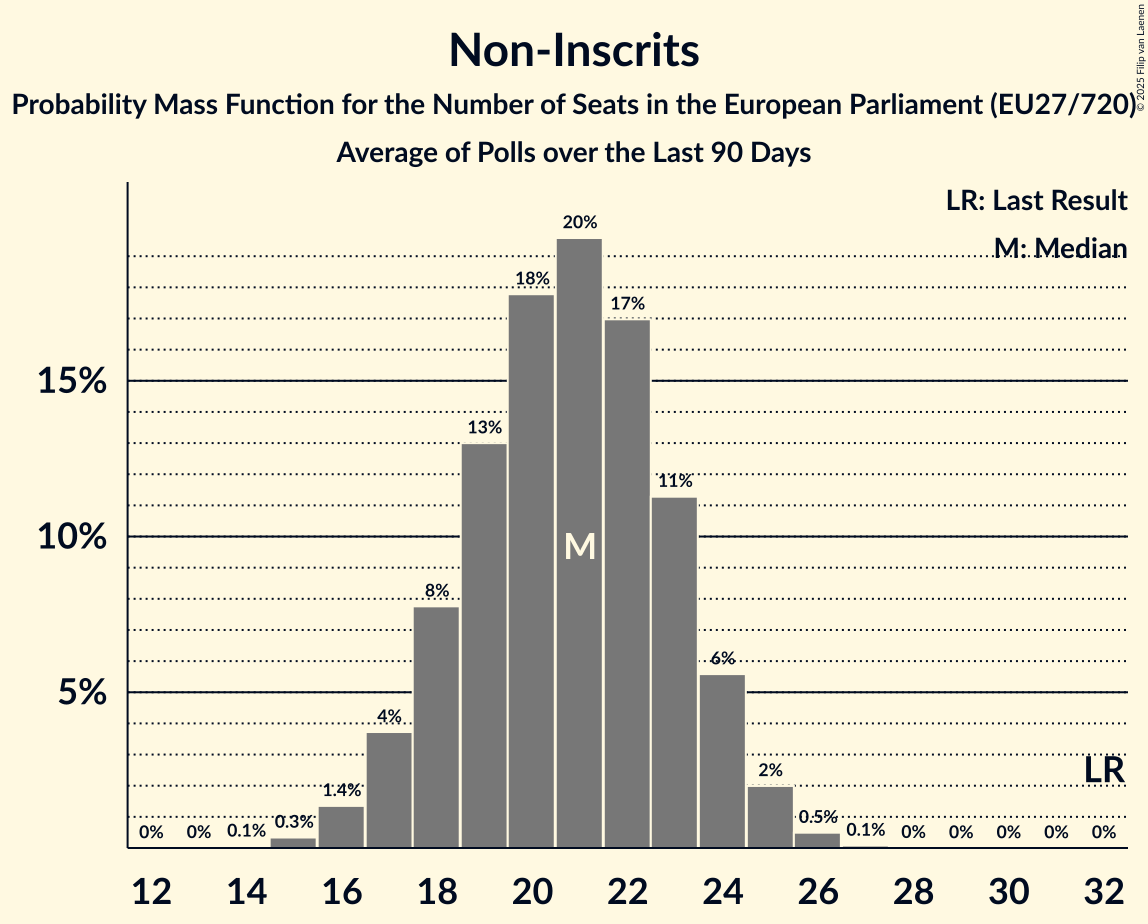 Non-Inscrits
Probability Mass Function for the Number of Seats in the European Parliament (EU27/720)
Average of Polls over the Last 90 Days
© 2025 Filip van Laenen
LR: Last Result
M: Median
15%
10%
5%
0% 0% 0.1% 0.3% 1.4% 4% 8% 13% 18% 20% 17% 11% 6% 2% 0.5% 0.1% 0% 0% 0% 0% 0%
M
LR
12 14 16 18 20 22 24 26 28 30 32